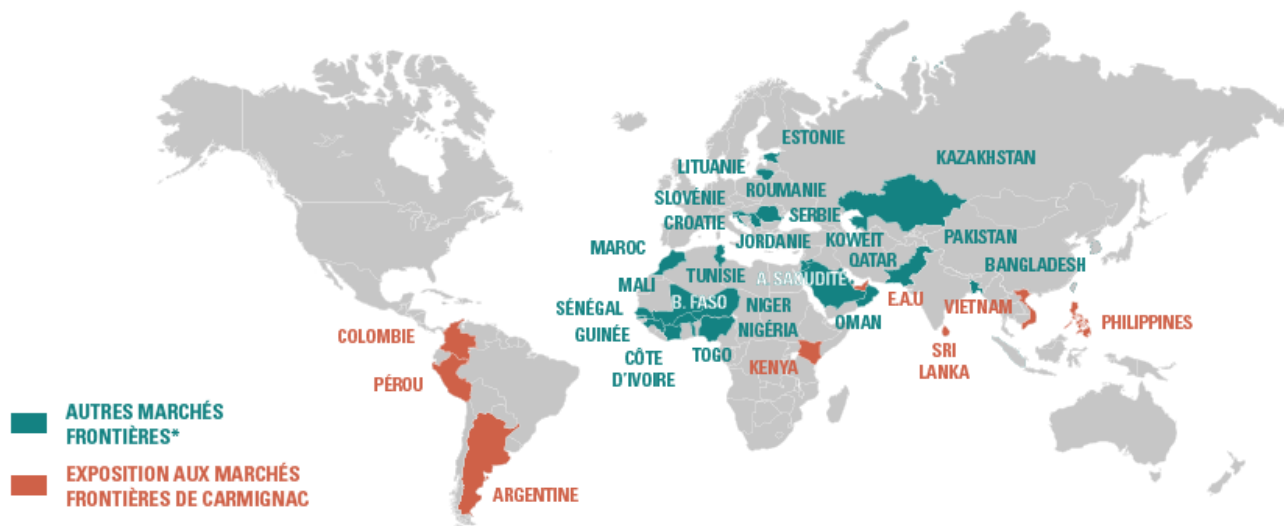 ESTONIE
LITUANIE
KAZAKHSTAN
ROUMANIE
SLOVÉNIE
CROATIE
SERBIE
MAROC
JORDANIE
KOWEIT
PAKISTAN
QATAR
BANGLADESH
TUNISIE
A. SAOUDITE
MALI
B. FASO
NIGER
E.A.U
VIETNAM
SÉNÉGAL
OMAN
PHILIPPINES
GUINÉE
NIGÉRIA
COLOMBIE
CÔTE
D'IVOIRE
TOGO
KENYA
SRI
LANKA
PÉROU
AUTRES MARCHÉS
FRONTIÈRES*
EXPOSITION AUX MARCHÉS
FRONTIÈRES DE CARMIGNAC
ARGENTINE